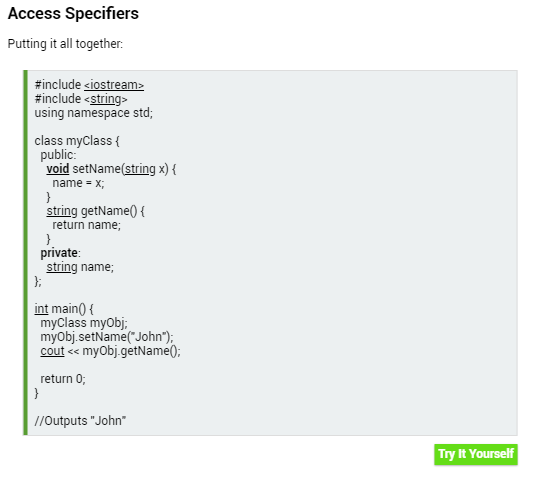 Access Specifiers
Putting it all together:
#include <iostream>
#include <string>
using namespace std;
class myClass {
public:
void setName(string x) {
name = x;
}
string getName() {
return name;
}
private:
string name;
};
int main() {
myClass myObj;
myObj.setName("John");
cout << myObj.getName();
return 0;
}
//Outputs "John"
Try It Yourself